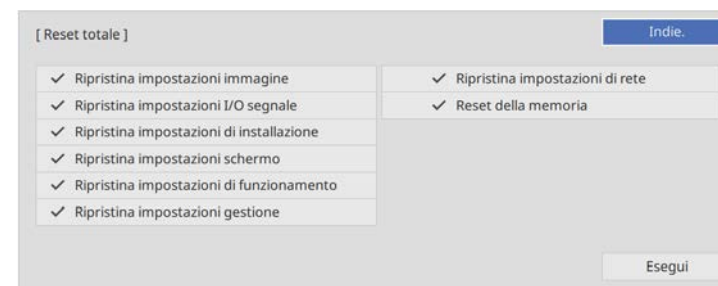 [ Reset totale ]
Indie.
Ripristina impostazioni immagine
Ripristina impostazioni I/O segnale
Ripristina impostazioni di installazione
Ripristina impostazioni schermo
Ripristina impostazioni di funzionamento
Ripristina impostazioni gestione
Ripristina impostazioni di rete
Reset della memoria
Esegui